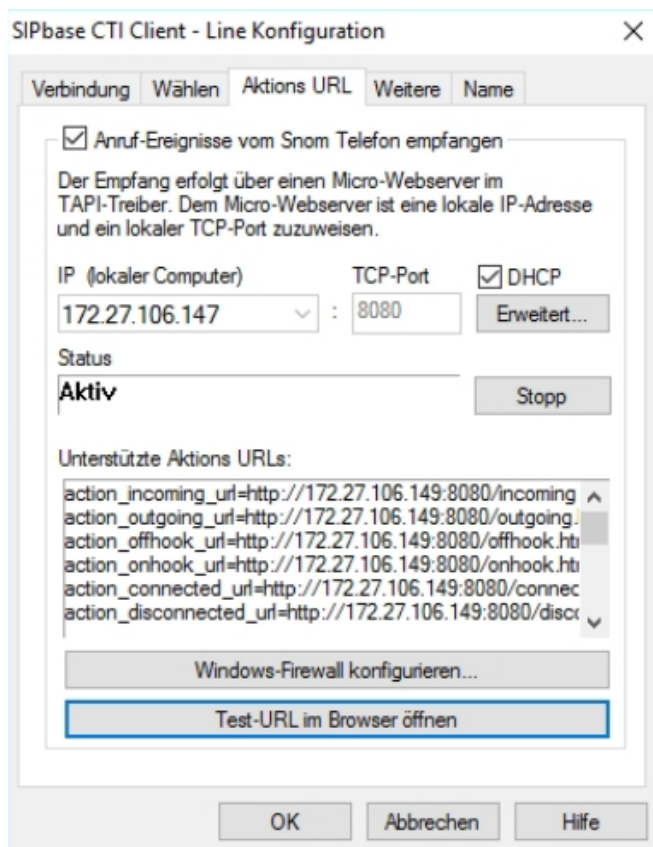 SIPbase CTI Client - Line Konfiguration
Verbindung Wählen Aktions URL Weitere Name
Anruf-Ereignisse vom Snom Telefon empfangen
Der Empfang erfolgt über einen Micro-Webserver im
TAPI-Treiber. Dem Micro-Webserver ist eine lokale IP-Adresse
und ein lokaler TCP-Port zuzuweisen.
IP (lokaler Computer) TCP-Port DHCP
172.27.106.147 : 8080 Erweitert...
Status
Aktiv Stopp
Unterstützte Aktions URLs:
action_incoming_url=http://172.27.106.149:8080/incoming
action_outgoing_url=http://172.27.106.149:8080/outgoing.
action_offhook_url=http://172.27.106.149:8080/offhook.ht
action_onhook_url=http://172.27.106.149:8080/onhook.ht
action_connected_url=http://172.27.106.149:8080/connec
action_disconnected_url=http://172.27.106.149:8080/disc
Windows-Firewall konfigurieren...
Test-URL im Browser öffnen
OK Abbrechen Hilfe